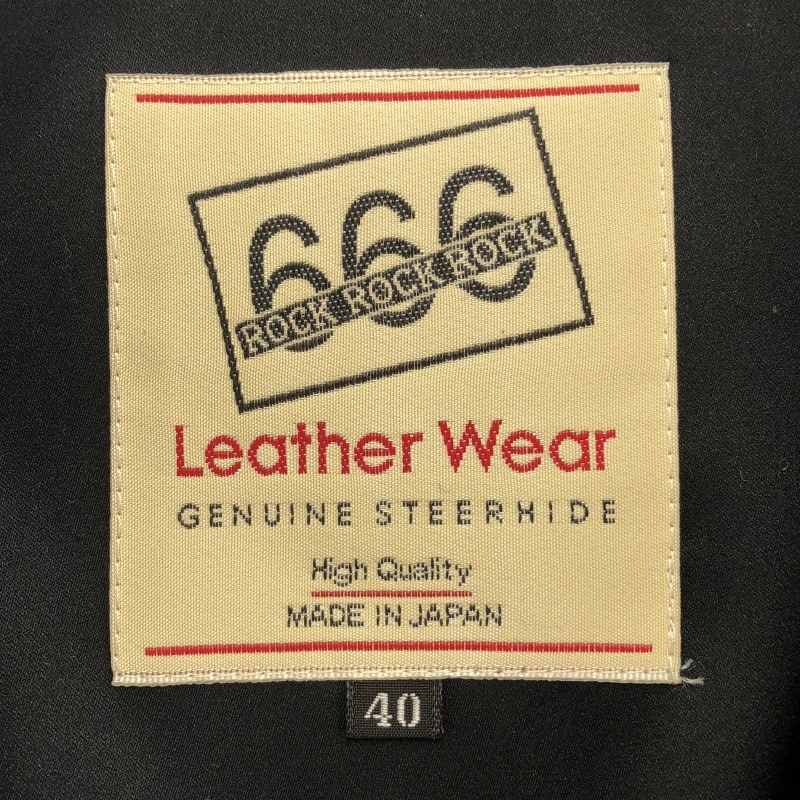 666
ROCK ROCK ROCK
Leather Wear
GENUINE STEERHIDE
High Quality
MADE IN JAPAN
40